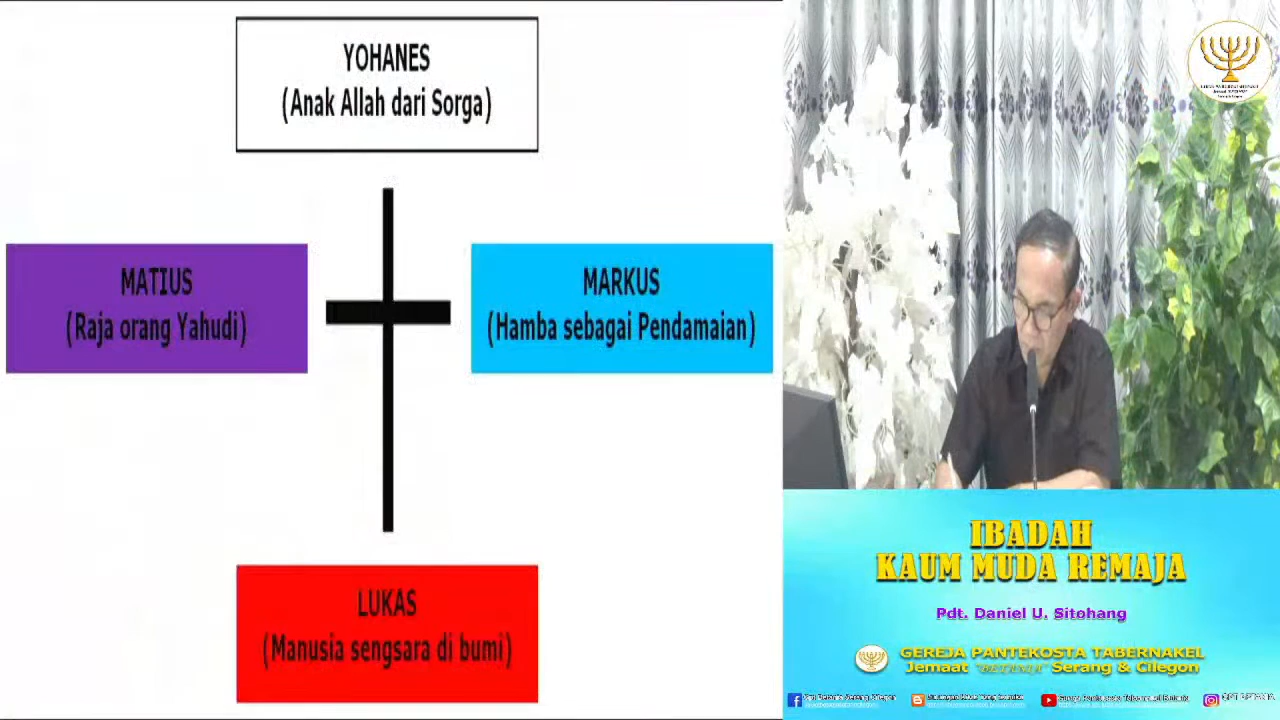 YOHANES
(Anak Allah dari Sorga)
MATIUS
(Raja orang Yahudi)
MARKUS
(Hamba sebagai Pendamaian)
LUKAS
(Manusia sengsara di bumi)
IBADAH
KAUM MUDA REMAJA
Pdt. Daniel U. Sitohang
GEREJA PANTEKOSTA TABERNAKEL
Jemaat "BETANIA" Serang & Cilegon